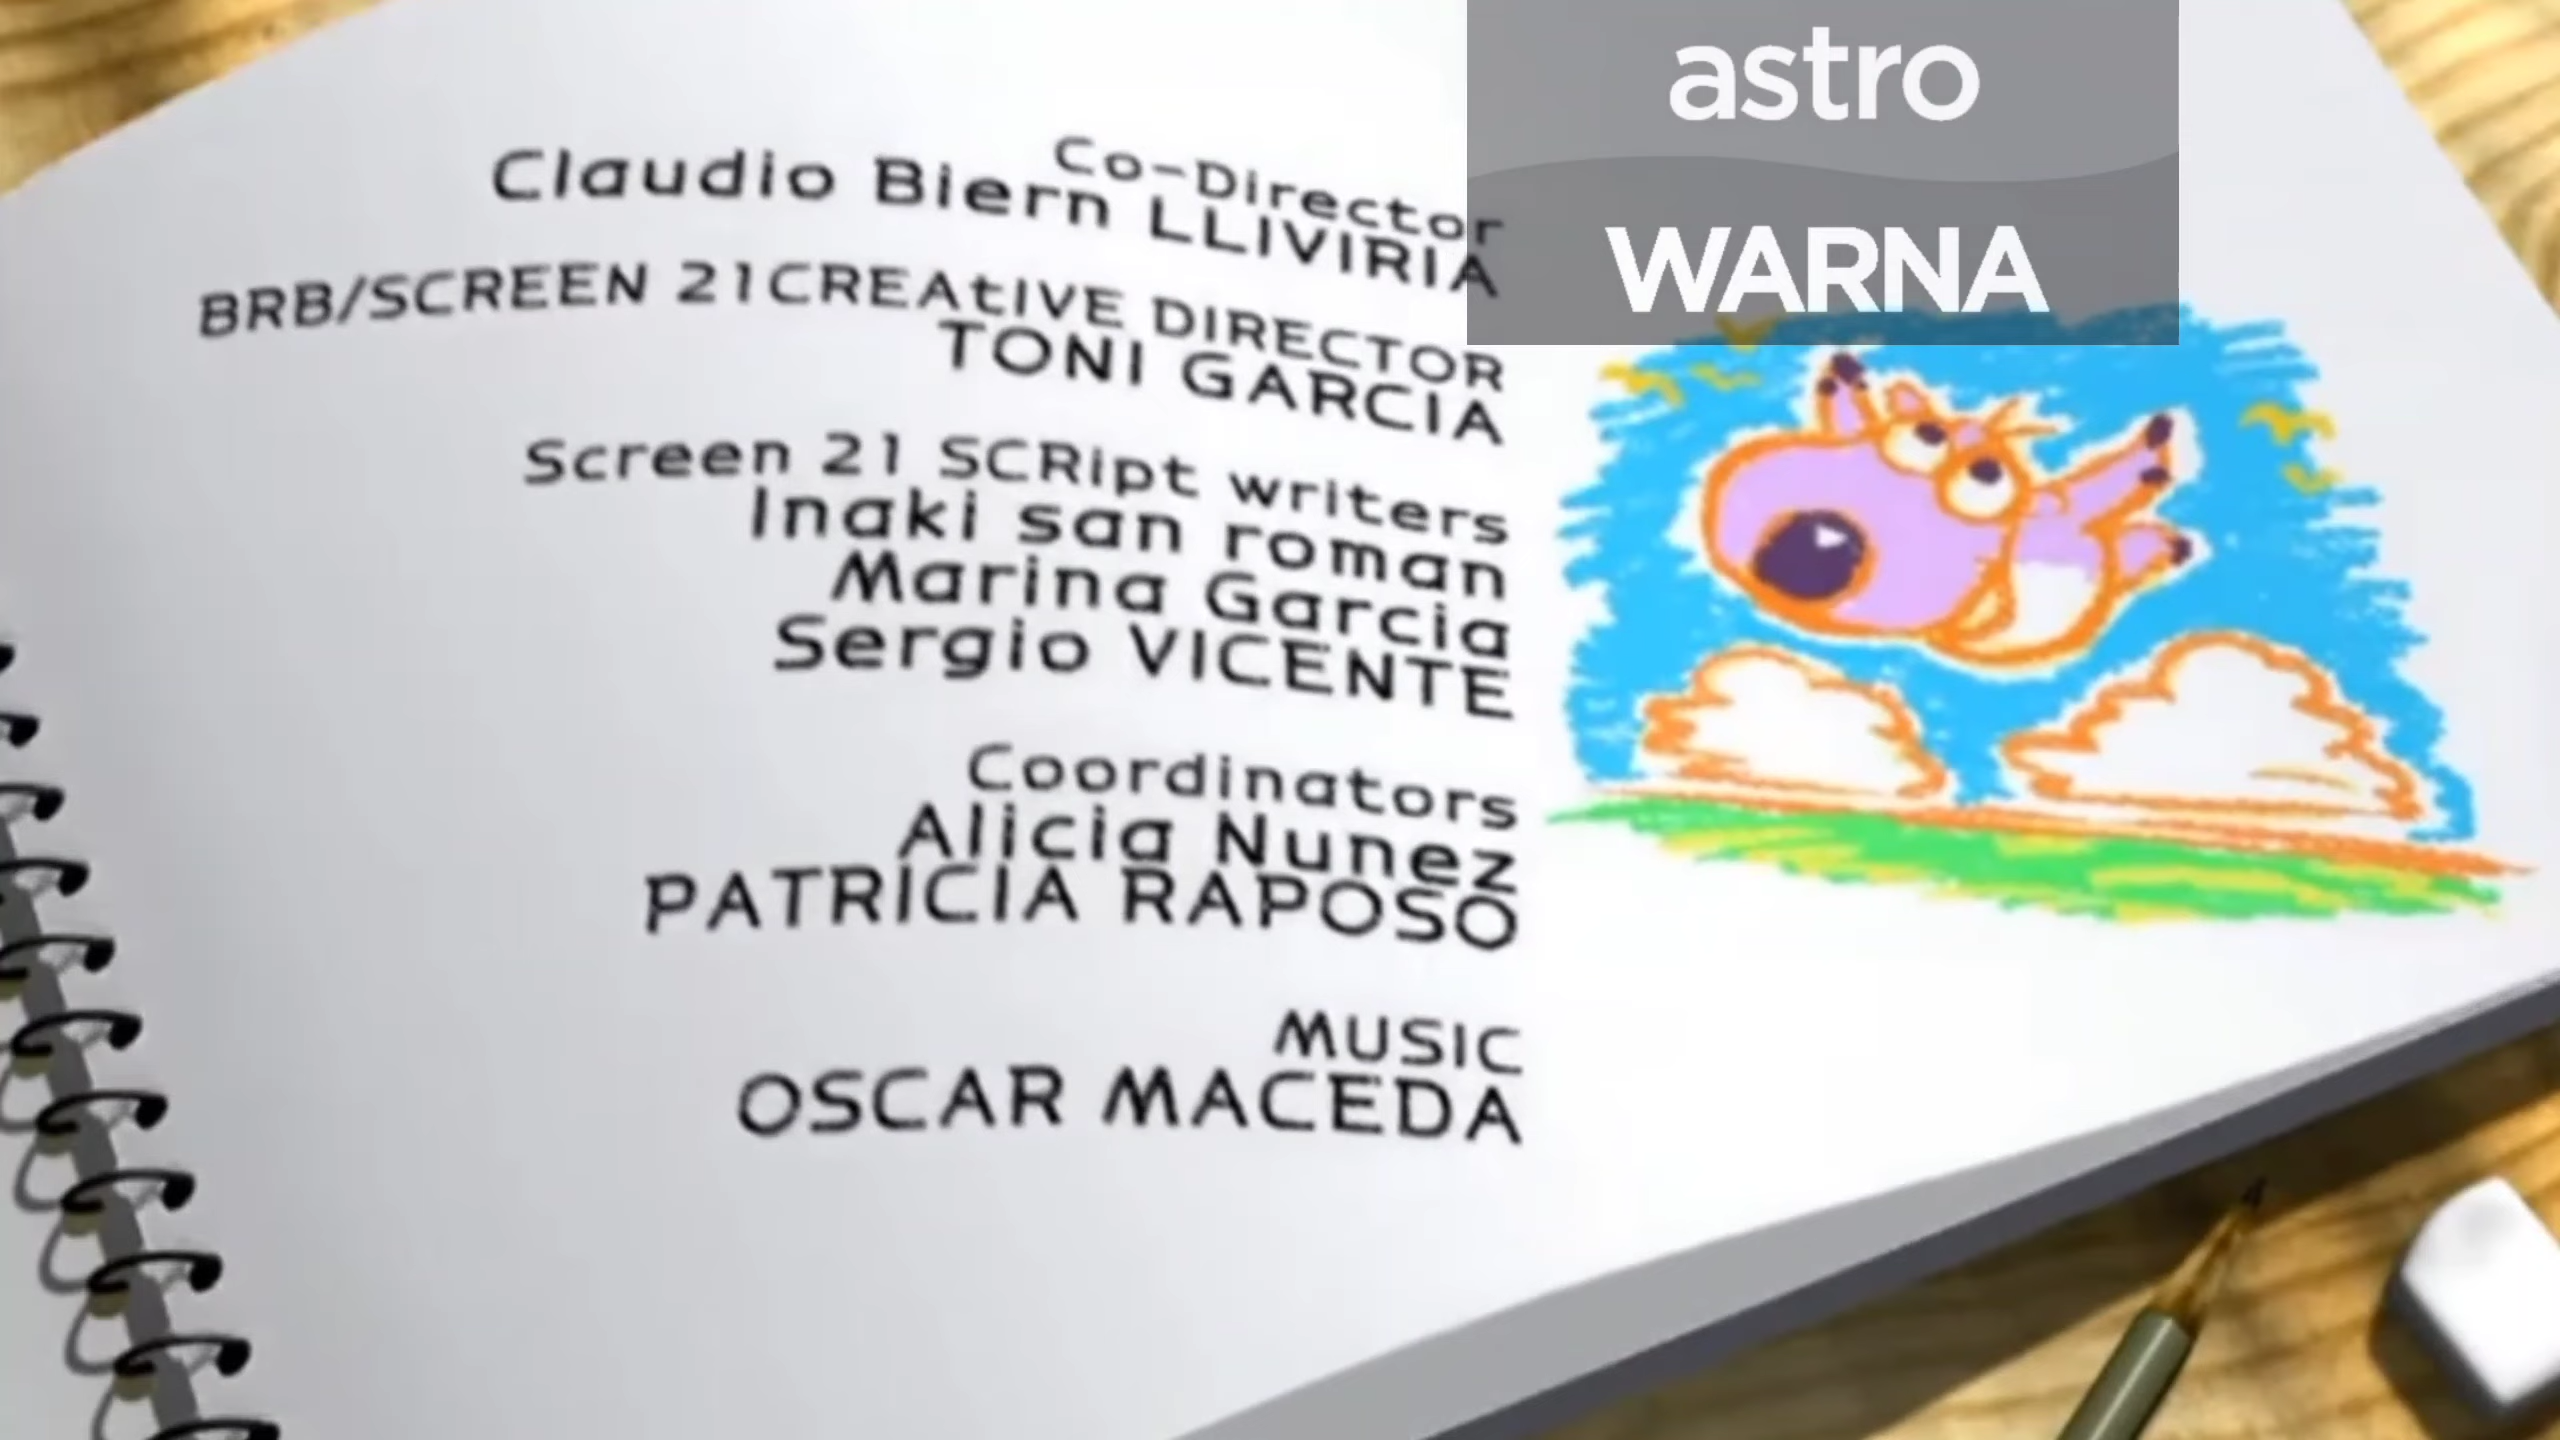 astro
WARNA
Co-Director
Claudio Biern LLIVIRIA
BRB/SCREEN 21CREAtIVE DIRECTOR
TONI GARCIA
Screen 21 SCRipt writers
Inaki san roman
Marina Garcia
Sergio VICENTE
Coordinators
Alicia Nunez
PATRICIA RAPOSO
MUSIC
OSCAR MACEDA